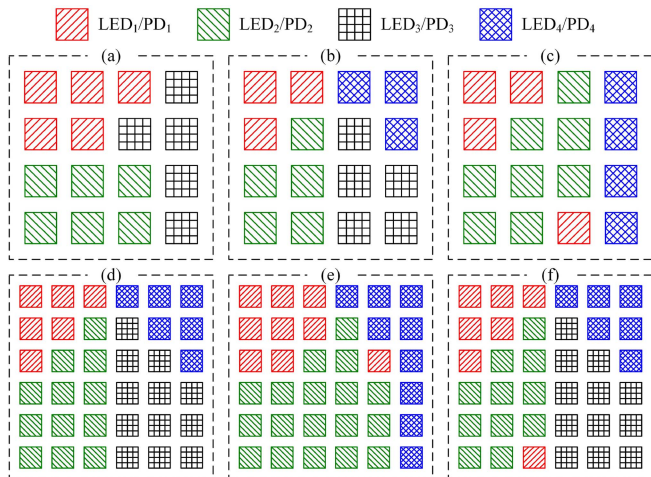 LED₁/PD₁ LED₂/PD₂ LED₃/PD₃ LED₄/PD₄
(a) (b) (c)
(d) (e) (f)